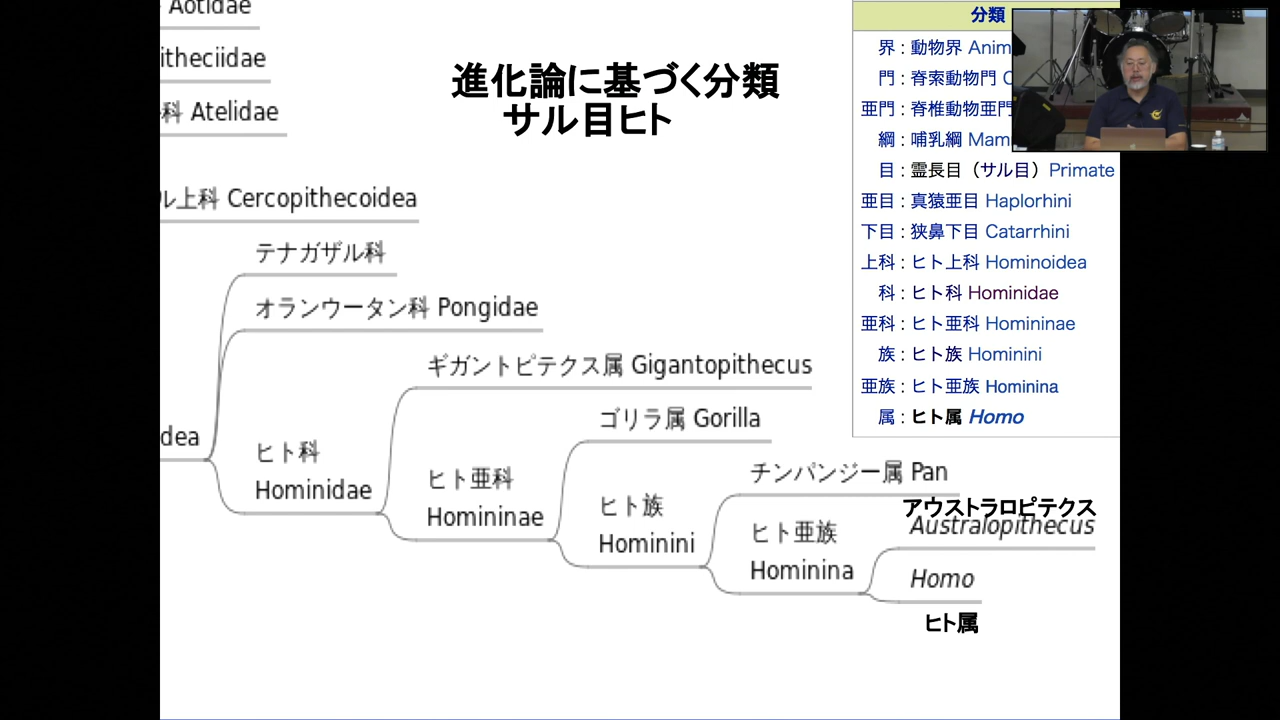 Aotidae
itheciidae
科 Atelidae
進化論に基づく分類
サル目ヒト
ル上科 Cercopithecoidea
テナガザル科
オランウータン科 Pongidae
ギガントピテクス属 Gigantopithecus
ゴリラ属 Gorilla
dea
ヒト科
Hominidae
ヒト亜科
Homininae
ヒト族
Hominini
チンパンジー属 Pan
アウストラロピテクス
Australopithecus
ヒト亜族
Hominina
Homo
ヒト属
分類
界 : 動物界 Anim
門 : 脊索動物門 C
亜門 : 脊椎動物亜門
綱 : 哺乳綱 Mam
目 : 霊長目（サル目）Primate
亜目 : 真猿亜目 Haplorhini
下目 : 狭鼻下目 Catarrhini
上科 : ヒト上科 Hominoidea
科 : ヒト科 Hominidae
亜科 : ヒト亜科 Homininae
族 : ヒト族 Hominini
亜族 : ヒト亜族 Hominina
属 : ヒト属 Homo